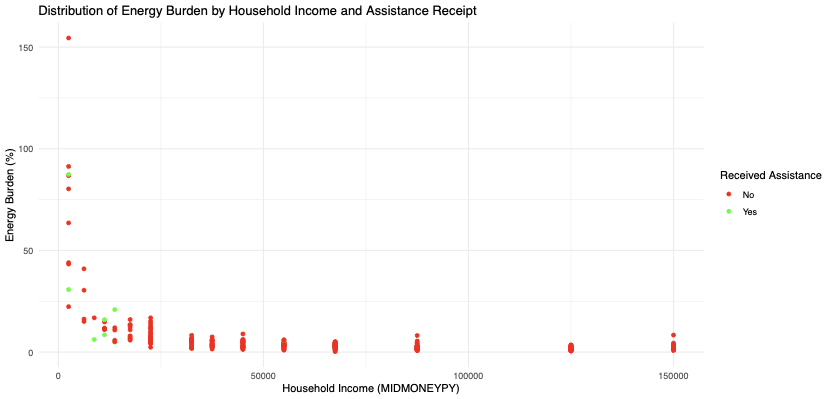 Distribution of Energy Burden by Household Income and Assistance Receipt
150
100
50
0
Energy Burden (%)
0 50000 100000 150000
Household Income (MIDMONEYPY)
Received Assistance
No
Yes